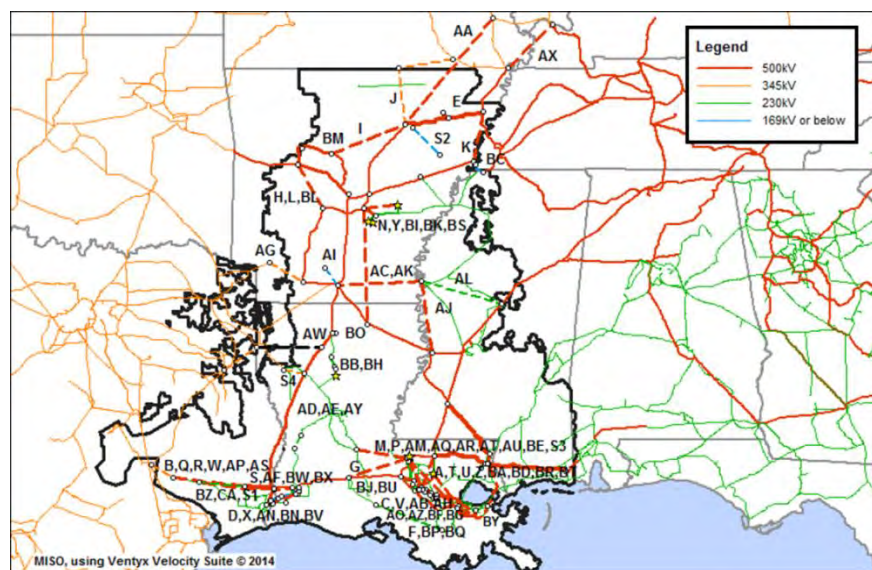 AA
AX
Legend
500kV
345kV
230kV
169kV or below
J
E
I
S2
BM
K
BC
H,L,BL
N,Y,BI,BK,BS
AG
AI
AC,AK
AL
AJ
AW
BO
BB,BH
S4
AD,AE,AY
M,P,AM,AQ,AR,AT,AU,BE,S3
B,Q,R,W,AP,AS
S,AF,BW,BX
G
A,T,U,Z,BA,BD,BR,BT
BZ,CA,S1
BJ,BU
C,V,AB,AH
D,X,AN,BN,BV
AO,AZ,BF,BG
BY
F,BP,BQ
MISO, using Ventyx Velocity Suite © 2014